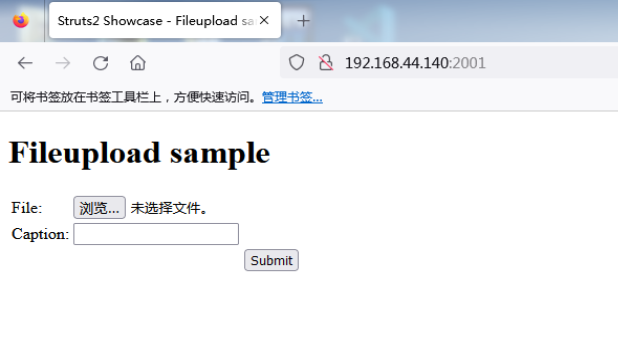 Struts2 Showcase - Fileupload sa
192.168.44.140:2001
可将书签放在书签工具栏上，方便快速访问。管理书签...
Fileupload sample
File: 浏览... 未选择文件。
Caption:
Submit